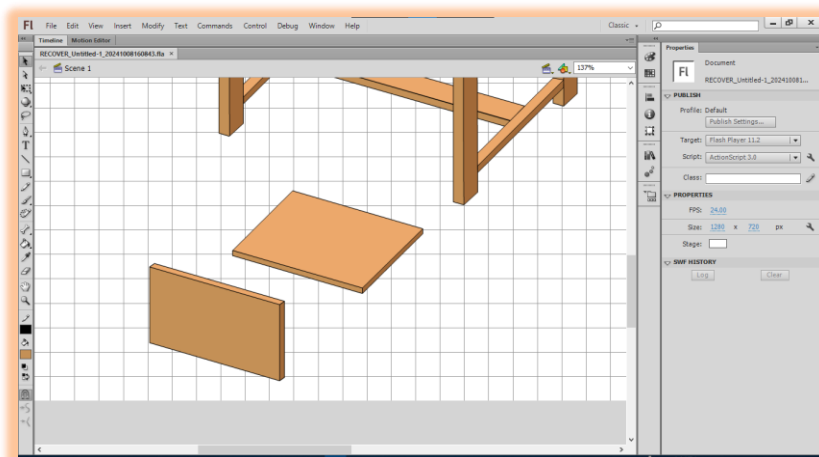 Fl File Edit View Insert Modify Text Commands Control Debug Window Help Classic
Timeline Motion Editor
RECOVER_Untitled-1_20241008160843.fla ×
Scene 1 137%
T
Properties
Document
Fl
RECOVER_Untitled-1_202410081...
PUBLISH
Profile: Default
Publish Settings...
Target: Flash Player 11.2
Script: ActionScript 3.0
Class:
PROPERTIES
FPS: 24.00
Size: 1280 x 720 px
Stage:
SWF HISTORY
Log Clear